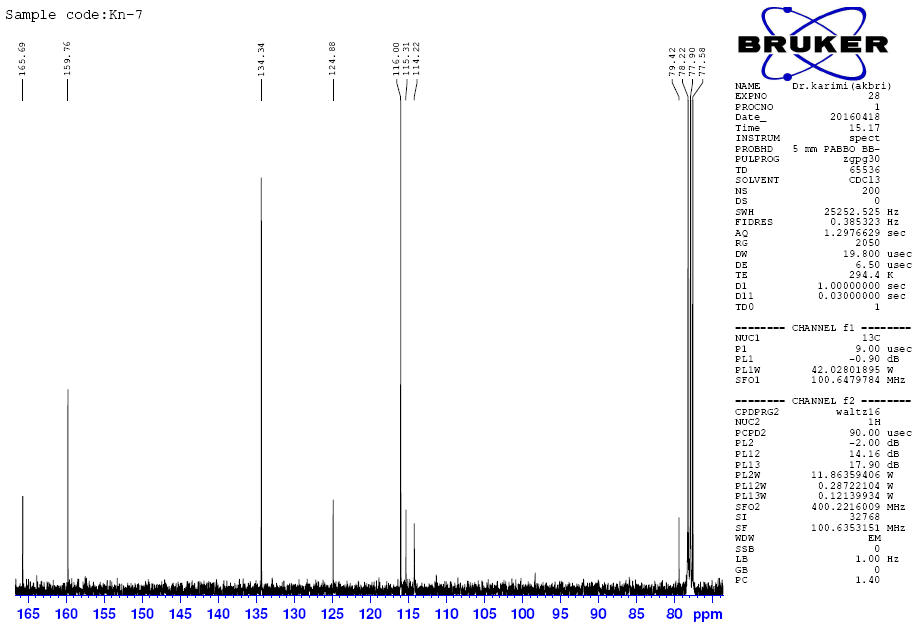 Sample code:Kn-7
165.69
159.76
134.34
124.88
116.00
115.31
114.22
79.42
78.22
77.90
77.58
BRUKER
NAME Dr.karimi(akbri)
EXPNO 28
PROCNO 1
Date_ 20160418
Time 15.17
INSTRUM spect
PROBHD 5 mm PABBO BB-
PULPROG zgpg30
TD 65536
SOLVENT CDCl3
NS 200
DS 0
SWH 25252.525 Hz
FIDRES 0.385323 Hz
AQ 1.2976629 sec
RG 2050
DW 19.800 usec
DE 6.50 usec
TE 294.4 K
D1 1.00000000 sec
D11 0.03000000 sec
TD0 1
======== CHANNEL f1 ========
NUC1 13C
P1 9.00 usec
PL1 -0.90 dB
PL1W 42.02801895 W
SFO1 100.6479784 MHz
======== CHANNEL f2 ========
CPDPRG2 waltz16
NUC2 1H
PCPD2 90.00 usec
PL2 -2.00 dB
PL12 14.16 dB
PL13 17.90 dB
PL2W 11.86359406 W
PL12W 0.28722104 W
PL13W 0.12139934 W
SFO2 400.2216009 MHz
SI 32768
SF 100.6353151 MHz
WDW EM
SSB 0
LB 1.00 Hz
GB 0
PC 1.40
165 160 155 150 145 140 135 130 125 120 115 110 105 100 95 90 85 80 ppm